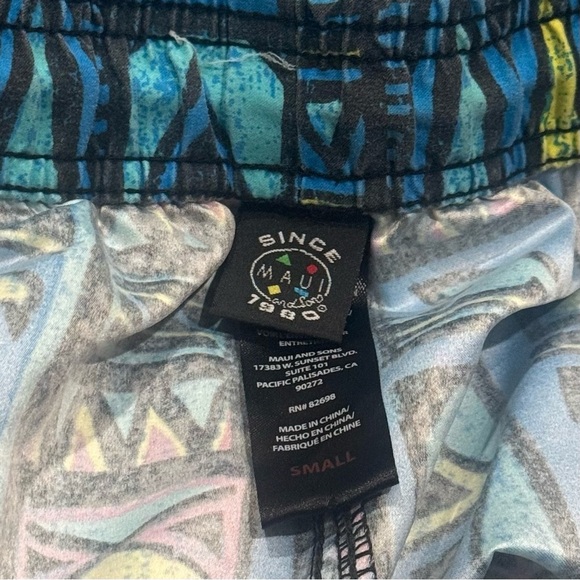 SINCE
MAUI
and Sons
1980
©
ENTRETIEN
MAUI AND SONS
17383 W. SUNSET BLVD.
SUITE 101
PACIFIC PALISADES, CA
90272
RN# 82698
MADE IN CHINA/
HECHO EN CHINA/
FABRIQUÉ EN CHINE
SMALL